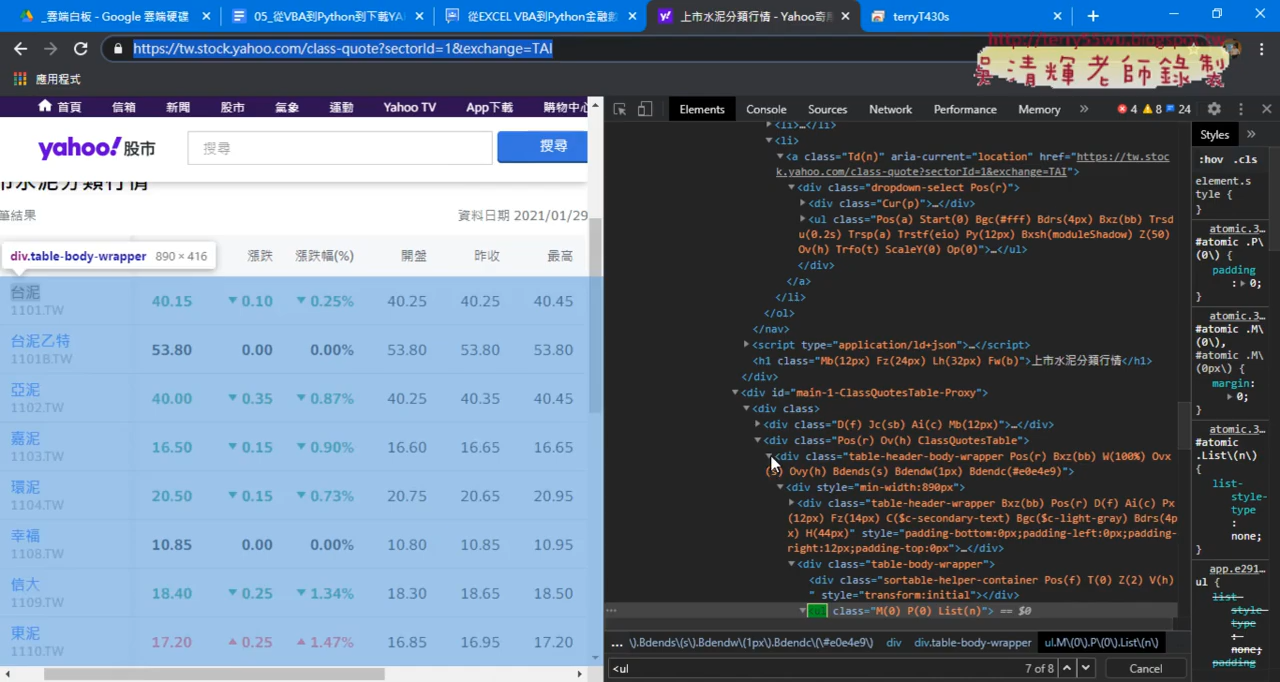 _雲端白板 - Google 雲端硬碟
05_從VBA到Python到下載YA
從EXCEL VBA到Python金融數
上市水泥分類行情 - Yahoo奇摩
terryT430s
https://tw.stock.yahoo.com/class-quote?sectorId=1&exchange=TAI
吳清輝老師錄製
應用程式
首頁 信箱 新聞 股市 氣象 運動 Yahoo TV App下載 購物中心
yahoo!股市 搜尋 搜尋
市水泥分類行情
筆結果 資料日期 2021/01/29
div.table-body-wrapper 890 × 416
漲跌 漲跌幅(%) 開盤 昨收 最高
台泥 40.15 ▼ 0.10 ▼ 0.25% 40.25 40.25 40.45
1101.TW
台泥乙特 53.80 0.00 0.00% 53.80 53.80 53.80
1101B.TW
亞泥 40.00 ▼ 0.35 ▼ 0.87% 40.25 40.35 40.45
1102.TW
嘉泥 16.50 ▼ 0.15 ▼ 0.90% 16.60 16.65 16.65
1103.TW
環泥 20.50 ▼ 0.15 ▼ 0.73% 20.75 20.65 20.95
1104.TW
幸福 10.85 0.00 0.00% 10.80 10.85 10.95
1108.TW
信大 18.40 ▼ 0.25 ▼ 1.34% 18.30 18.65 18.50
1109.TW
東泥 17.20 ▲ 0.25 ▲ 1.47% 16.85 16.95 17.20
1110.TW
Elements Console Sources Network Performance Memory » 4 8 24
<li>…</li>
<li>
<a class="Td(n)" aria-current="location" href="https://tw.stoc
k.yahoo.com/class-quote?sectorId=1&exchange=TAI">
<div class="dropdown-select Pos(r)">
<div class="Cur(p)">…</div>
<ul class="Pos(a) Start(0) Bgc(#fff) Bdrs(4px) Bxz(bb) Trsd
u(0.2s) Trsp(a) Trstf(eio) Py(12px) Bxsh(moduleShadow) Z(50)
Ov(h) Trfo(t) ScaleY(0) Op(0)">…</ul>
</div>
</a>
</li>
</ol>
</nav>
<script type="application/ld+json">…</script>
<h1 class="Mb(12px) Fz(24px) Lh(32px) Fw(b)">上市水泥分類行情</h1>
</div>
<div id="main-1-ClassQuotesTable-Proxy">
<div class>
<div class="D(f) Jc(sb) Ai(c) Mb(12px)">…</div>
<div class="Pos(r) Ov(h) ClassQuotesTable">
<div class="table-header-body-wrapper Pos(r) Bxz(bb) W(100%) Ovx
(s) Ovy(h) Bdends(s) Bdendw(1px) Bdendc(#e0e4e9)">
<div style="min-width:890px">
<div class="table-header-wrapper Bxz(bb) Pos(r) D(f) Ai(c) Px
(12px) Fz(14px) C($c-secondary-text) Bgc($c-light-gray) Bdrs(4p
x) H(44px)" style="padding-bottom:0px;padding-left:0px;padding-
right:12px;padding-top:0px">…</div>
<div class="table-body-wrapper">
<div class="sortable-helper-container Pos(f) T(0) Z(2) V(h)
" style="transform:initial"></div>
<ul class="M(0) P(0) List(n)"> == $0
… \).Bdends\(s\).Bdendw\(1px\).Bdendc\(\#e0e4e9\) div div.table-body-wrapper ul.M\(0\).P\(0\).List\(n\)
<ul 7 of 8 Cancel
Styles »
:hov .cls
element.s
tyle {
}
atomic.3…
#atomic .P\
(0\) {
padding
: 0;
}
atomic.3…
#atomic .M\
(0\),
#atomic .M\
(0px\) {
margin:
0;
}
atomic.3…
#atomic
.List\(n\)
{
list-
style-
type
:
none;
}
app.e291…
ul {
list-
style-
type
:
none;
padding